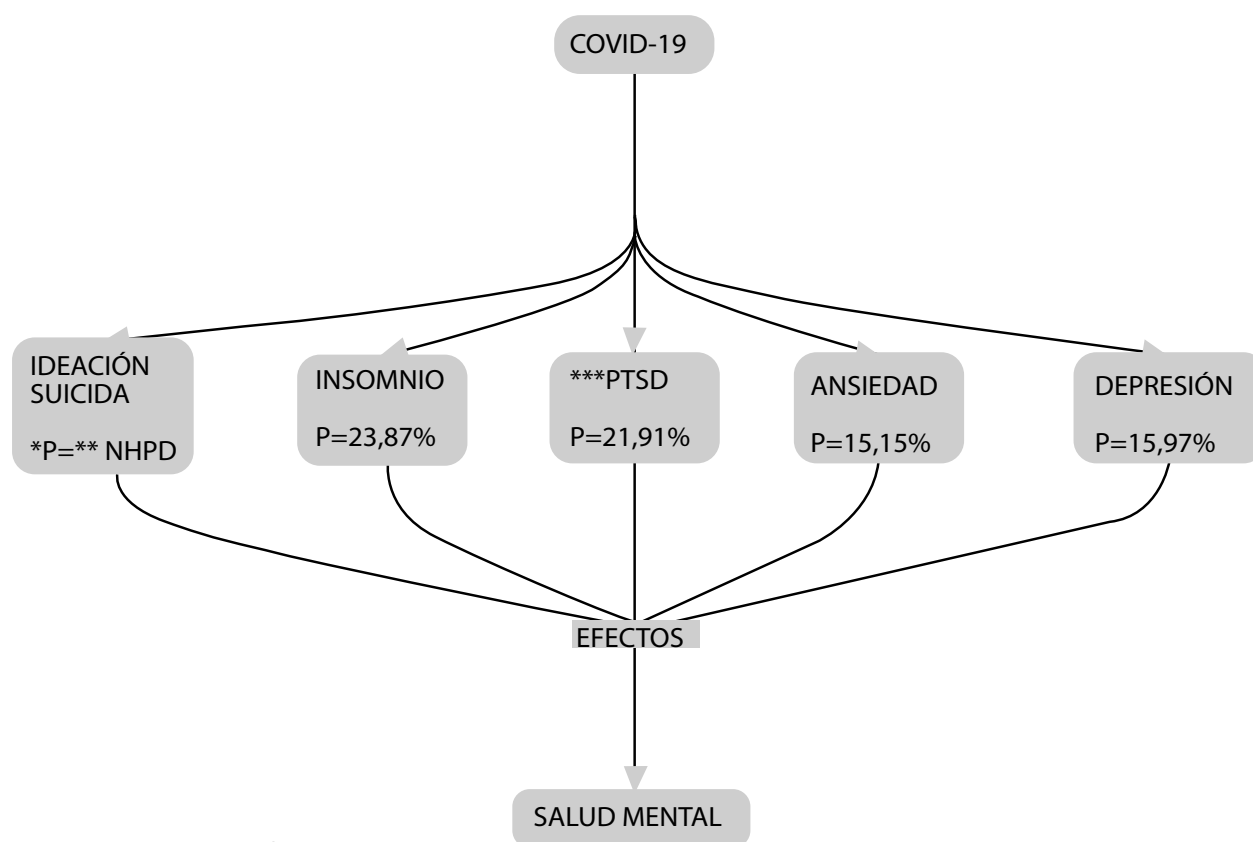 COVID-19
IDEACIÓN
SUICIDA
*P=** NHPD
INSOMNIO
P=23,87%
***PTSD
P=21,91%
ANSIEDAD
P=15,15%
DEPRESIÓN
P=15,97%
EFECTOS
SALUD MENTAL